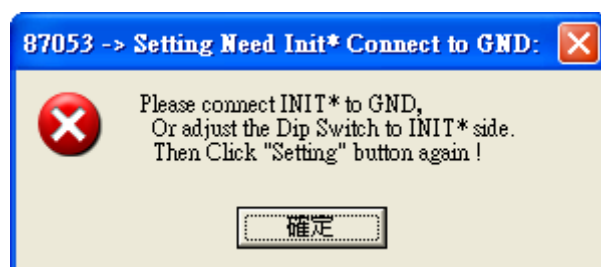 87053 -> Setting Need Init* Connect to GND:
Please connect INIT* to GND,
Or adjust the Dip Switch to INIT* side.
Then Click "Setting" button again !
確定